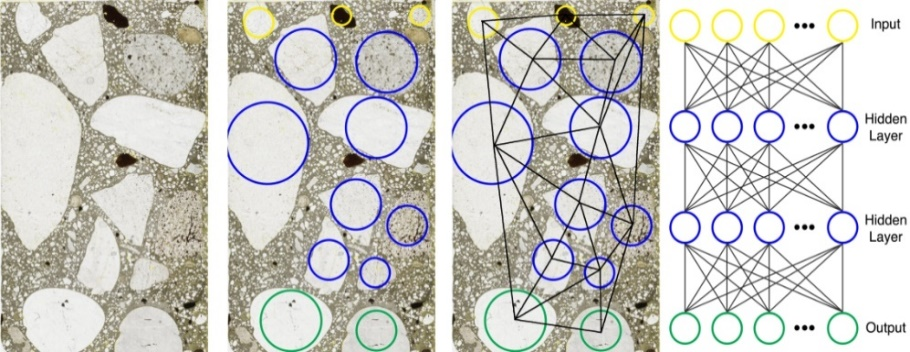 Input
Hidden
Layer
Hidden
Layer
Output